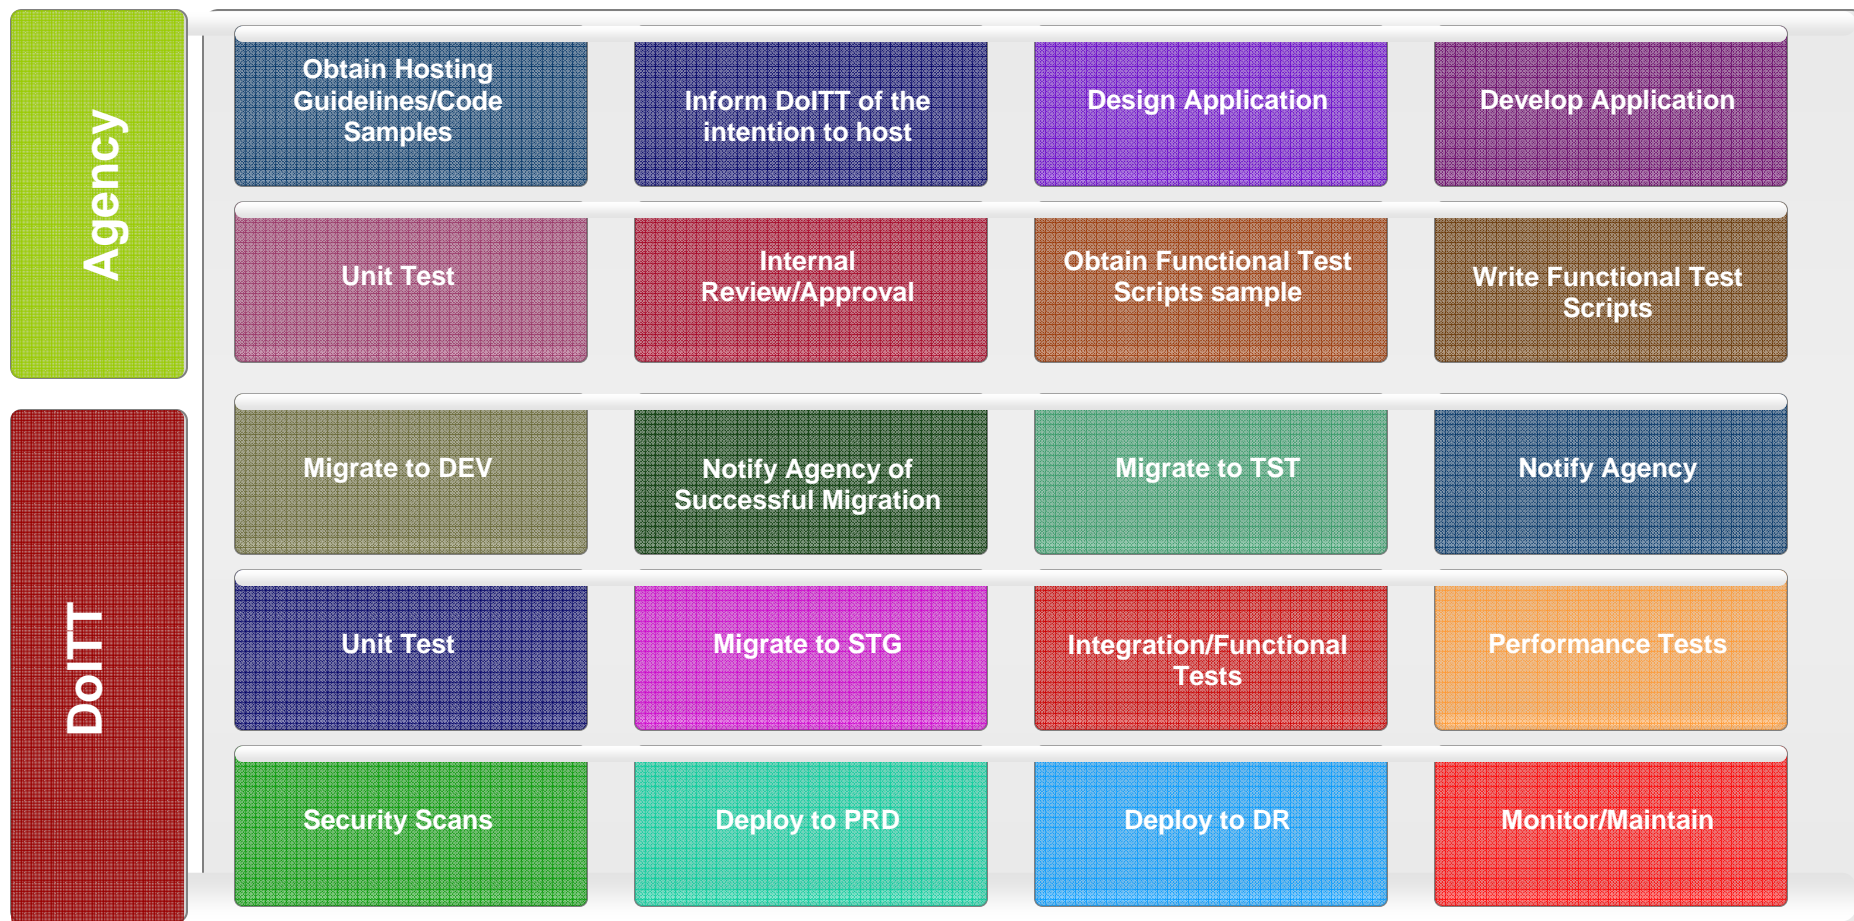 Agency
Obtain Hosting
Guidelines/Code
Samples
Inform DoITT of the
intention to host
Design Application
Develop Application
Unit Test
Internal
Review/Approval
Obtain Functional Test
Scripts sample
Write Functional Test
Scripts
DoITT
Migrate to DEV
Notify Agency of
Successful Migration
Migrate to TST
Notify Agency
Unit Test
Migrate to STG
Integration/Functional
Tests
Performance Tests
Security Scans
Deploy to PRD
Deploy to DR
Monitor/Maintain